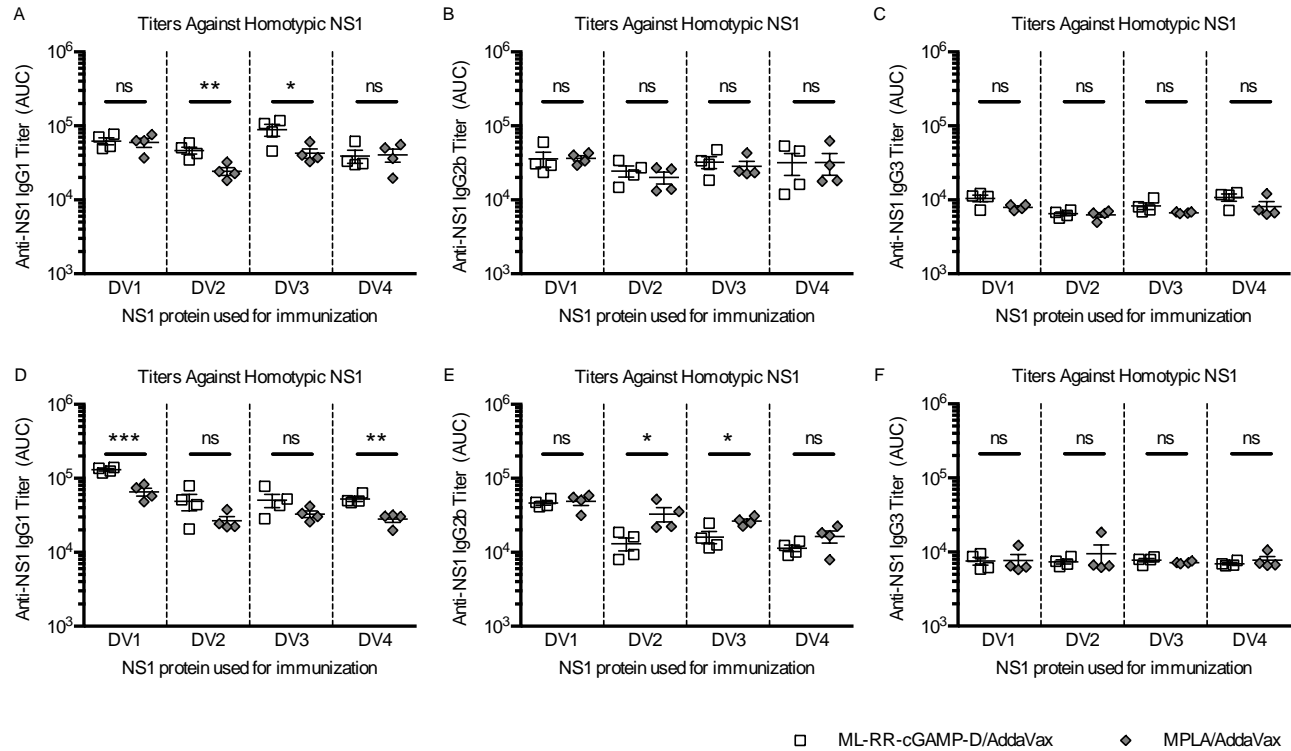 A
Titers Against Homotypic NS1
Anti-NS1 IgG1 Titer (AUC)
10⁶
10⁵
10⁴
10³
ns
**
*
ns
DV1
DV2
DV3
DV4
NS1 protein used for immunization
B
Titers Against Homotypic NS1
Anti-NS1 IgG2b Titer (AUC)
10⁶
10⁵
10⁴
10³
ns
ns
ns
ns
DV1
DV2
DV3
DV4
NS1 protein used for immunization
C
Titers Against Homotypic NS1
Anti-NS1 IgG3 Titer (AUC)
10⁶
10⁵
10⁴
10³
ns
ns
ns
ns
DV1
DV2
DV3
DV4
NS1 protein used for immunization
D
Titers Against Homotypic NS1
Anti-NS1 IgG1 Titer (AUC)
10⁶
10⁵
10⁴
10³
***
ns
ns
**
DV1
DV2
DV3
DV4
NS1 protein used for immunization
E
Titers Against Homotypic NS1
Anti-NS1 IgG2b Titer (AUC)
10⁶
10⁵
10⁴
10³
ns
*
*
ns
DV1
DV2
DV3
DV4
NS1 protein used for immunization
F
Titers Against Homotypic NS1
Anti-NS1 IgG3 Titer (AUC)
10⁶
10⁵
10⁴
10³
ns
ns
ns
ns
DV1
DV2
DV3
DV4
NS1 protein used for immunization
ML-RR-cGAMP-D/AddaVax
MPLA/AddaVax